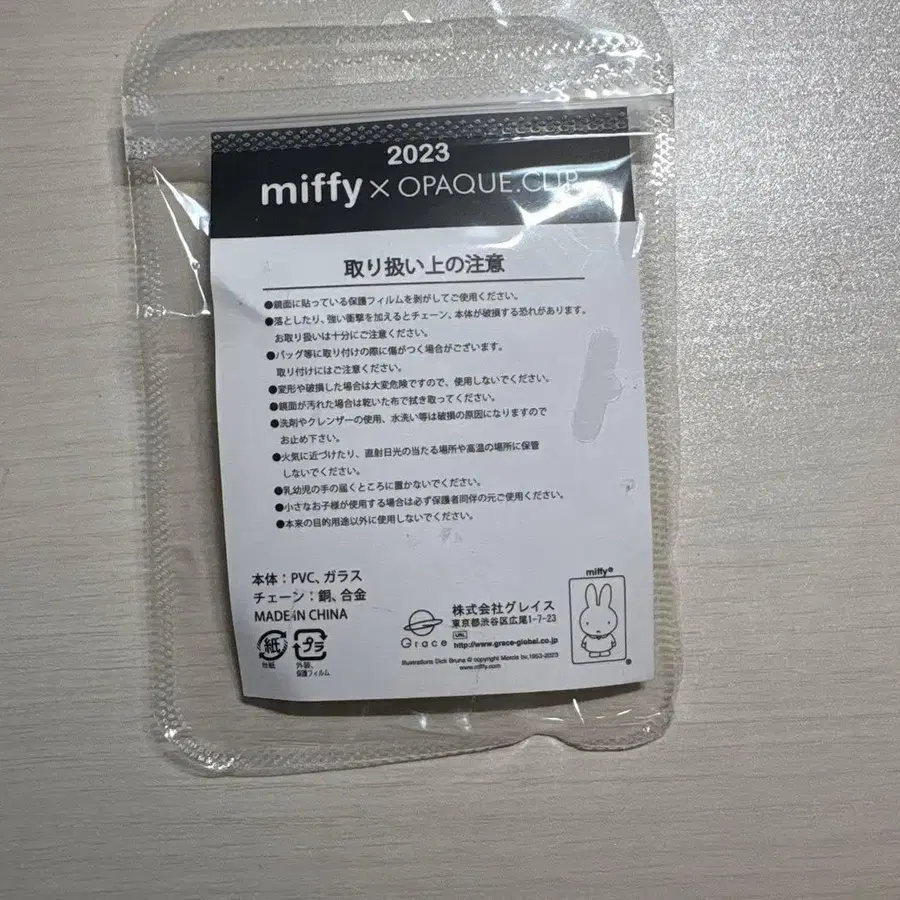 2023
miffy × OPAQUE.CLIP
取り扱い上の注意
●鏡面に貼っている保護フィルムを剥がしてご使用ください。
●落としたり、強い衝撃を加えるとチェーン、本体が破損する恐れがあります。
お取り扱いは十分にご注意ください。
●バッグ等に取り付けの際に傷がつく場合がございます。
取り付けにはご注意ください。
●変形や破損した場合は大変危険ですので、使用しないでください。
●鏡面が汚れた場合は乾いた布で拭き取ってください。
●洗剤やクレンザーの使用、水洗い等は破損の原因になりますので
お止め下さい。
●火気に近づけたり、直射日光の当たる場所や高温の場所に保管
しないでください。
●乳幼児の手の届くところに置かないでください。
●小さなお子様が使用する場合は必ず保護者同伴の元ご使用ください。
●本来の目的用途以外に使用しないでください。
本体：PVC、ガラス
チェーン：銅、合金
MADE IN CHINA
紙
台紙
プラ
外装、
保護フィルム
Grace
株式会社グレイス
東京都渋谷区広尾1-7-23
URL http://www.grace-global.co.jp
Illustrations Dick Bruna © copyright Mercis bv,1953-2023
www.miffy.com
miffy®